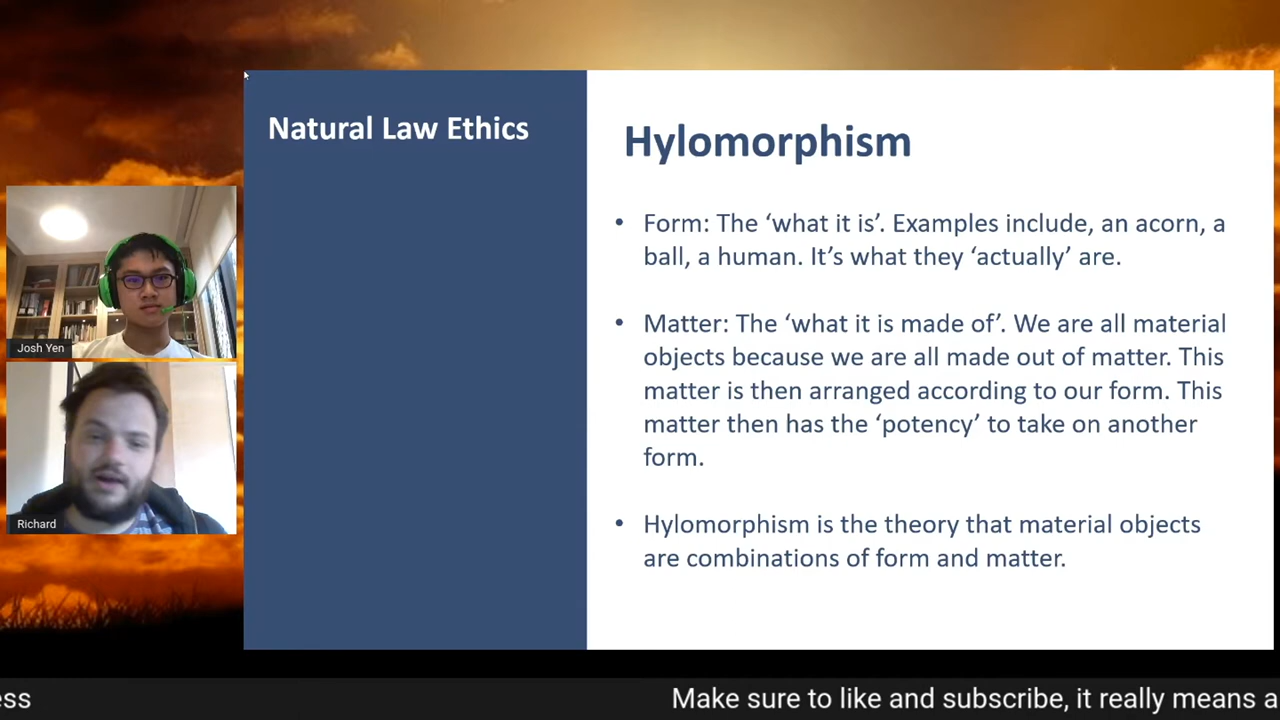 Natural Law Ethics
Hylomorphism
• Form: The ‘what it is’. Examples include, an acorn, a
ball, a human. It’s what they ‘actually’ are.
• Matter: The ‘what it is made of’. We are all material
objects because we are all made out of matter. This
matter is then arranged according to our form. This
matter then has the ‘potency’ to take on another
form.
• Hylomorphism is the theory that material objects
are combinations of form and matter.
Josh Yen
Richard
ess
Make sure to like and subscribe, it really means a